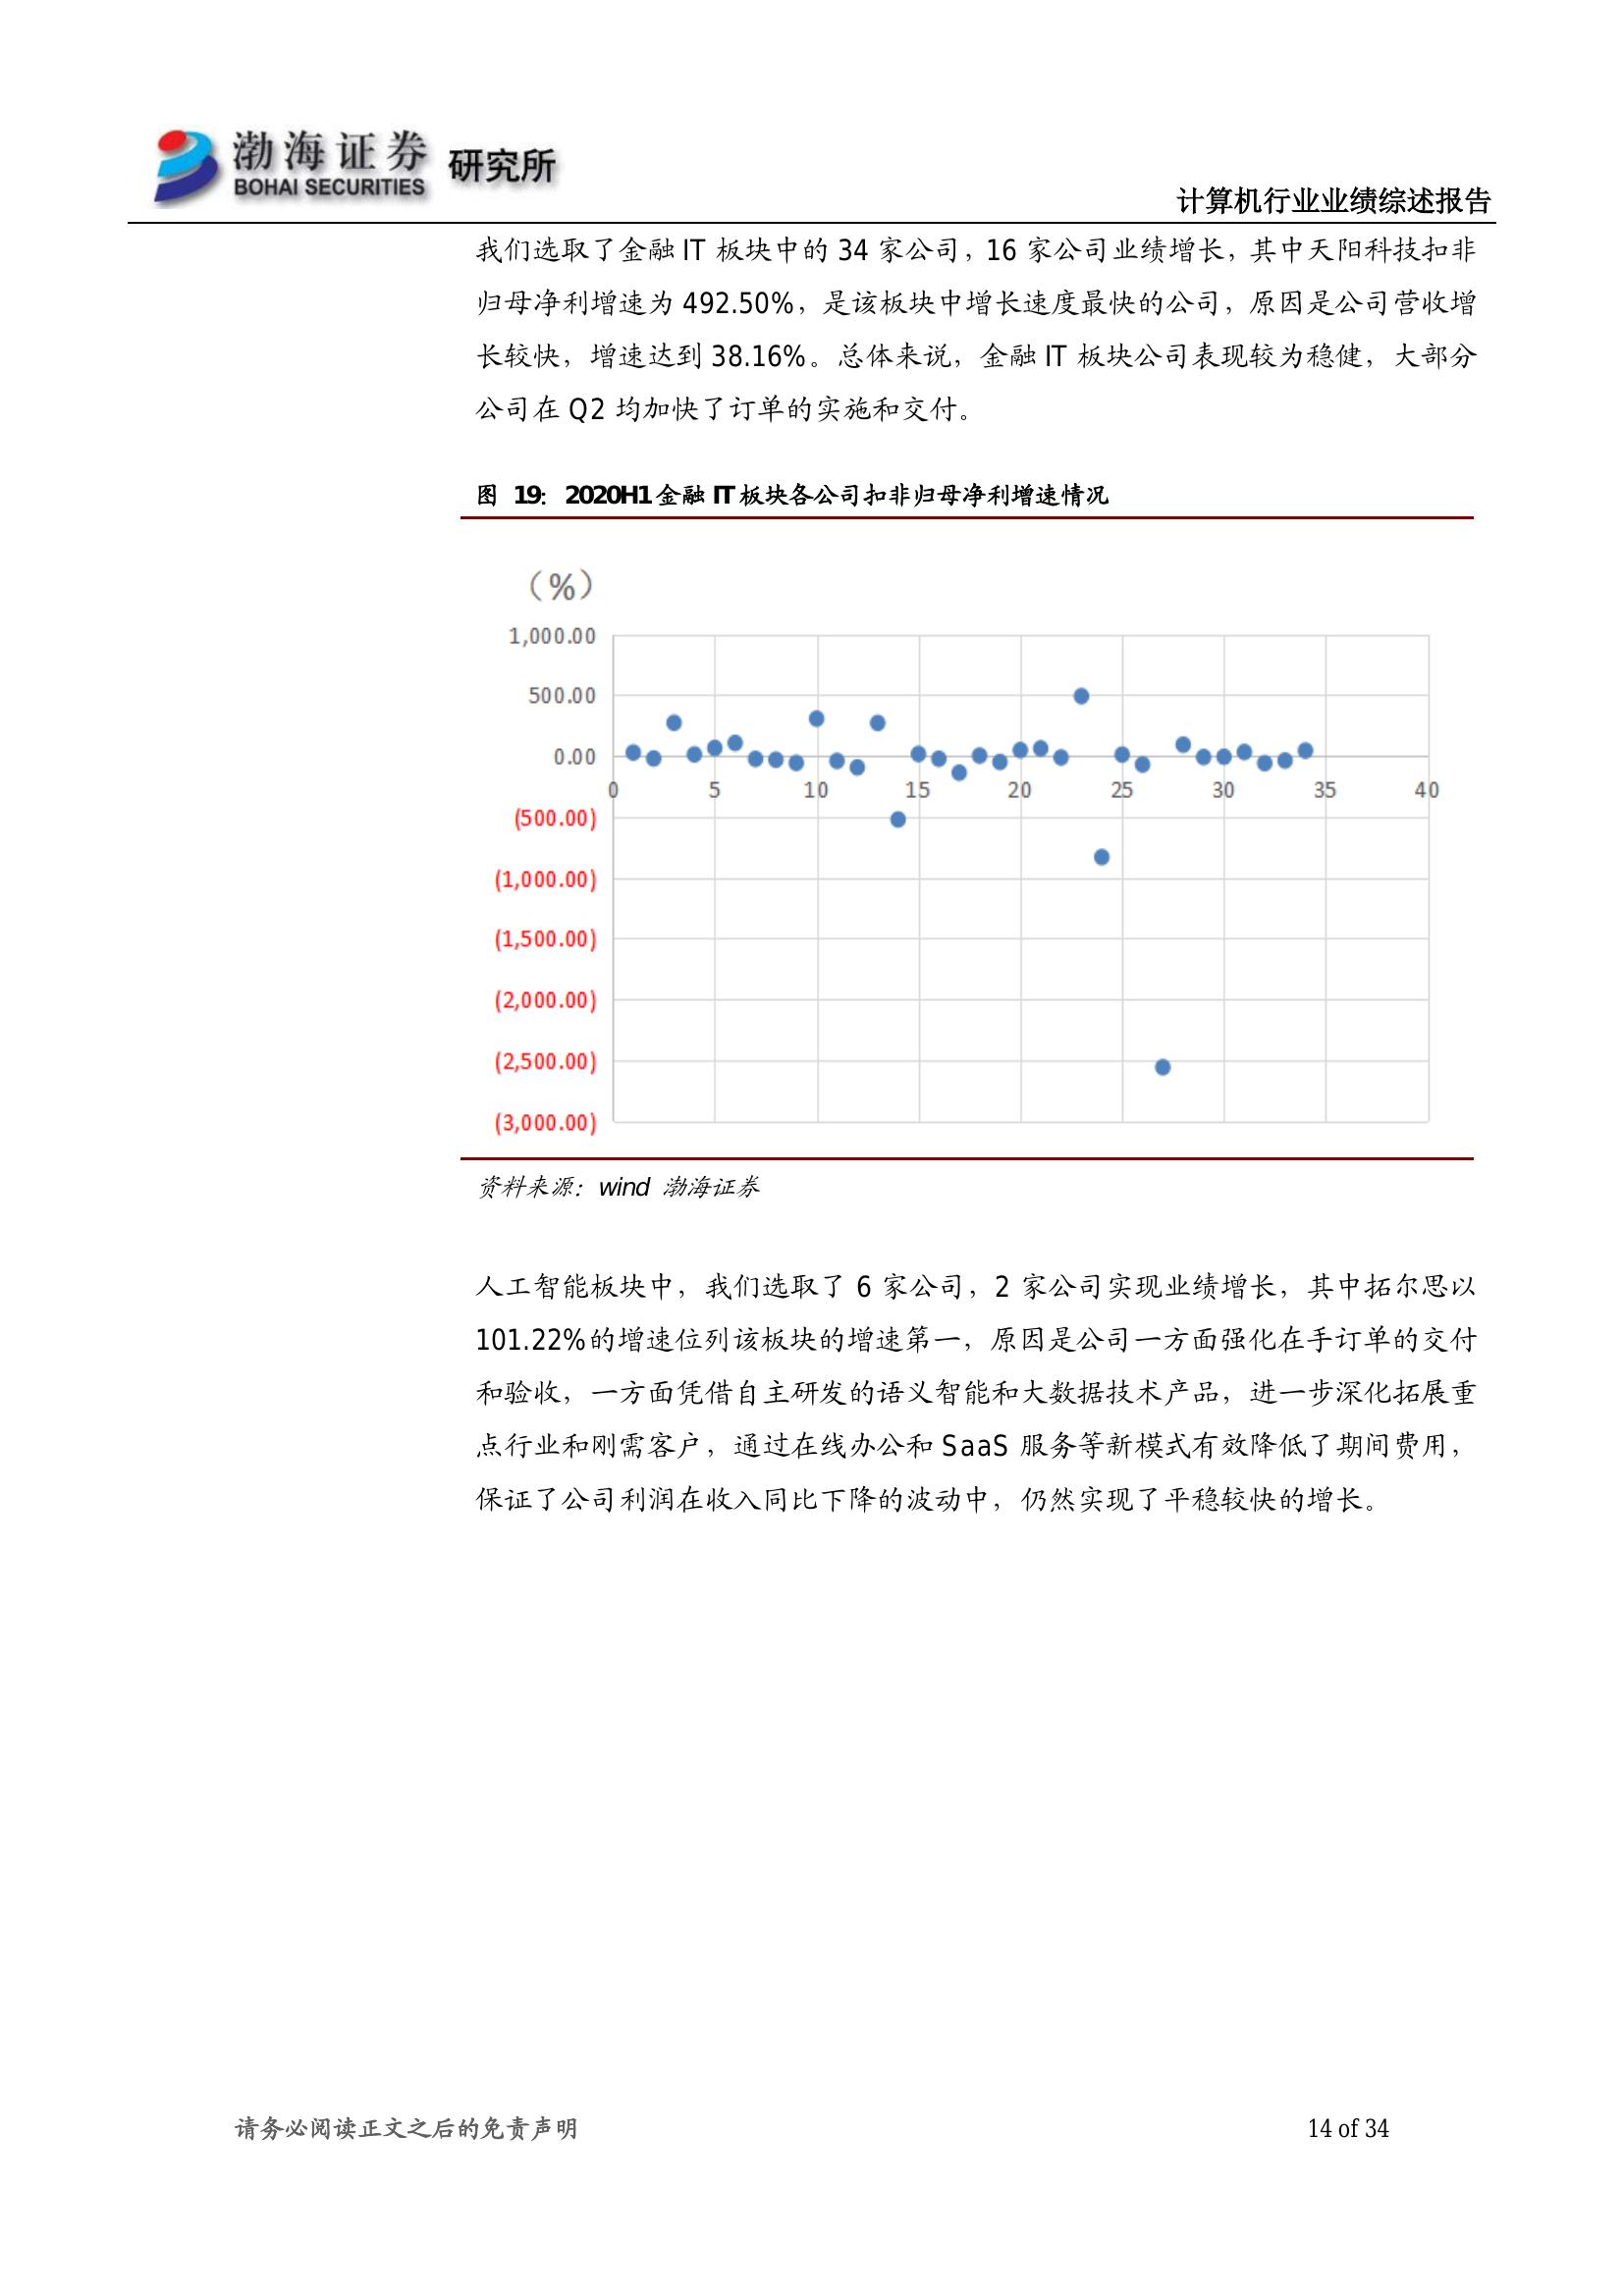 渤海证券
BOHAI SECURITIES
研究所
计算机行业业绩综述报告
我们选取了金融 IT 板块中的 34 家公司，16 家公司业绩增长，其中天阳科技扣非
归母净利增速为 492.50%，是该板块中增长速度最快的公司，原因是公司营收增
长较快，增速达到 38.16%。总体来说，金融 IT 板块公司表现较为稳健，大部分
公司在 Q2 均加快了订单的实施和交付。
图 19：2020H1 金融 IT 板块各公司扣非归母净利增速情况
（%）
1,000.00
500.00
0.00
0 5 10 15 20 25 30 35 40
(500.00)
(1,000.00)
(1,500.00)
(2,000.00)
(2,500.00)
(3,000.00)
资料来源：wind 渤海证券
人工智能板块中，我们选取了 6 家公司，2 家公司实现业绩增长，其中拓尔思以
101.22%的增速位列该板块的增速第一，原因是公司一方面强化在手订单的交付
和验收，一方面凭借自主研发的语义智能和大数据技术产品，进一步深化拓展重
点行业和刚需客户，通过在线办公和 SaaS 服务等新模式有效降低了期间费用，
保证了公司利润在收入同比下降的波动中，仍然实现了平稳较快的增长。
请务必阅读正文之后的免责声明
14 of 34